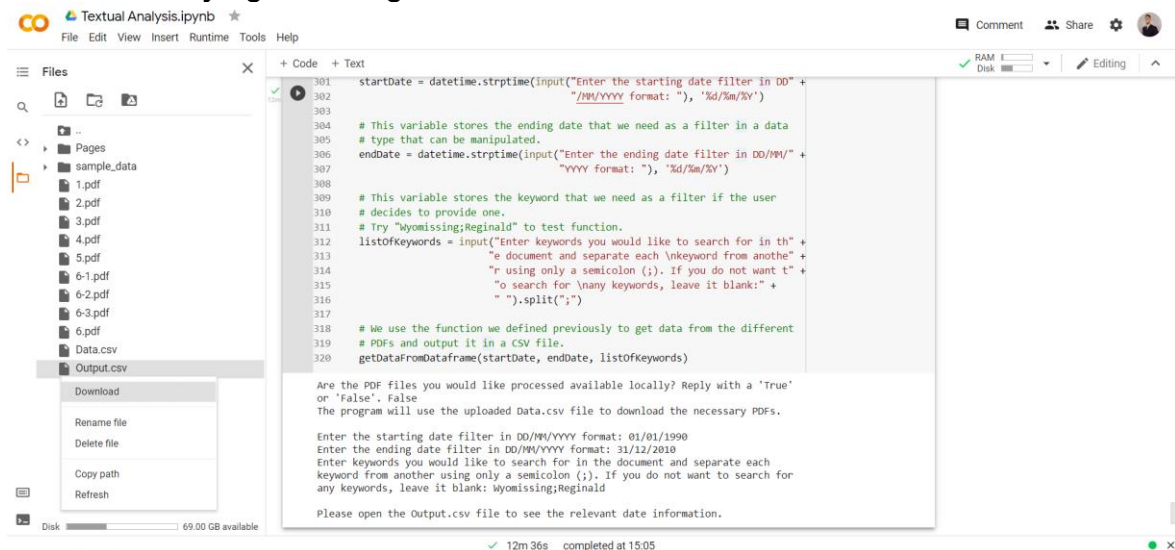 Textual Analysis.ipynb
File Edit View Insert Runtime Tools Help
Comment Share
Files
+ Code + Text
RAM
Disk
Editing
..
Pages
sample_data
1.pdf
2.pdf
3.pdf
4.pdf
5.pdf
6-1.pdf
6-2.pdf
6-3.pdf
6.pdf
Data.csv
Output.csv
Download
Rename file
Delete file
Copy path
Refresh
Disk 69.00 GB available
12m
301 startDate = datetime.strptime(input("Enter the starting date filter in DD" +
302 "/MM/YYYY format: "), '%d/%m/%Y')
303
304 # This variable stores the ending date that we need as a filter in a data
305 # type that can be manipulated.
306 endDate = datetime.strptime(input("Enter the ending date filter in DD/MM/" +
307 "YYYY format: "), '%d/%m/%Y')
308
309 # This variable stores the keyword that we need as a filter if the user
310 # decides to provide one.
311 # Try "Wyomissing;Reginald" to test function.
312 listOfKeywords = input("Enter keywords you would like to search for in th" +
313 "e document and separate each \nkeyword from anothe" +
314 "r using only a semicolon (;). If you do not want t" +
315 "o search for \nany keywords, leave it blank:" +
316 " ").split(";")
317
318 # We use the function we defined previously to get data from the different
319 # PDFs and output it in a CSV file.
320 getDataFromDataframe(startDate, endDate, listOfKeywords)
Are the PDF files you would like processed available locally? Reply with a 'True'
or 'False'. False
The program will use the uploaded Data.csv file to download the necessary PDFs.
Enter the starting date filter in DD/MM/YYYY format: 01/01/1990
Enter the ending date filter in DD/MM/YYYY format: 31/12/2010
Enter keywords you would like to search for in the document and separate each
keyword from another using only a semicolon (;). If you do not want to search for
any keywords, leave it blank: Wyomissing;Reginald
Please open the Output.csv file to see the relevant date information.
12m 36s completed at 15:05